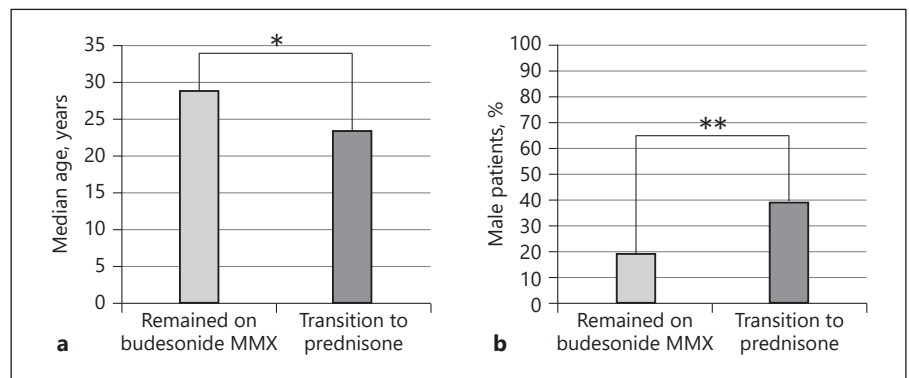 Median age, years
35
30
25
20
15
10
5
0
*
Remained on
budesonide MMX
Transition to
prednisone
a
Male patients, %
100
90
80
70
60
50
40
30
20
10
0
**
Remained on
budesonide MMX
Transition to
prednisone
b